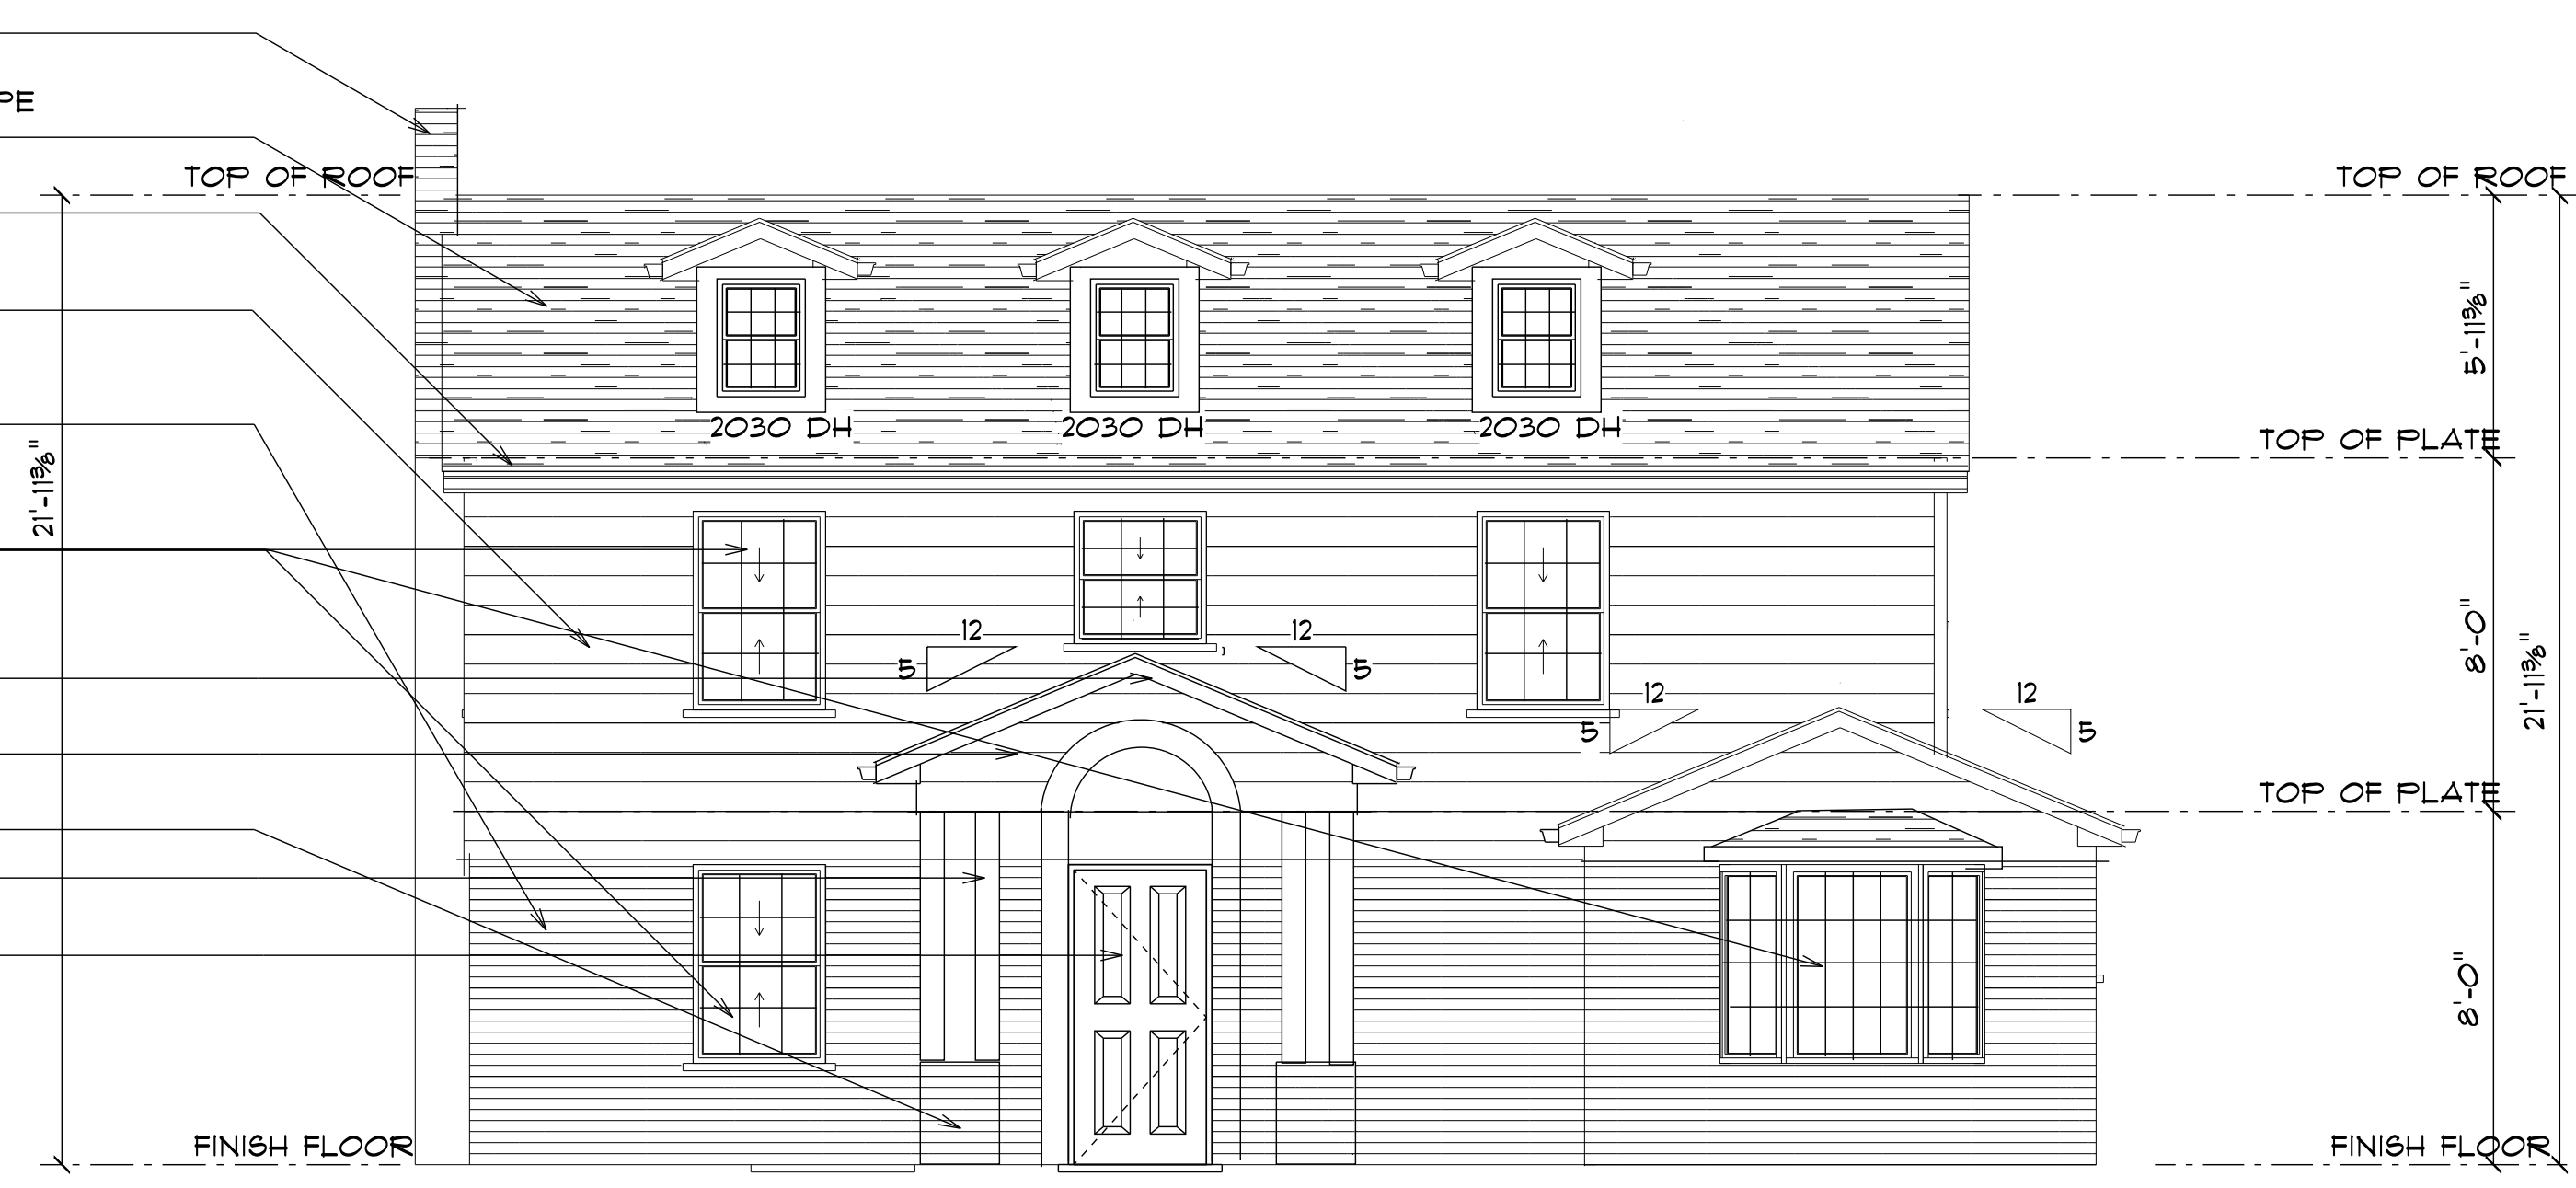 PE
TOP OF ROOF
TOP OF ROOF
5'-11⅜"
2030 DH
2030 DH
2030 DH
TOP OF PLATE
21'-11⅜"
12
5
12
5
8'-0"
21'-11⅜"
12
5
12
5
TOP OF PLATE
8'-0"
FINISH FLOOR
FINISH FLOOR